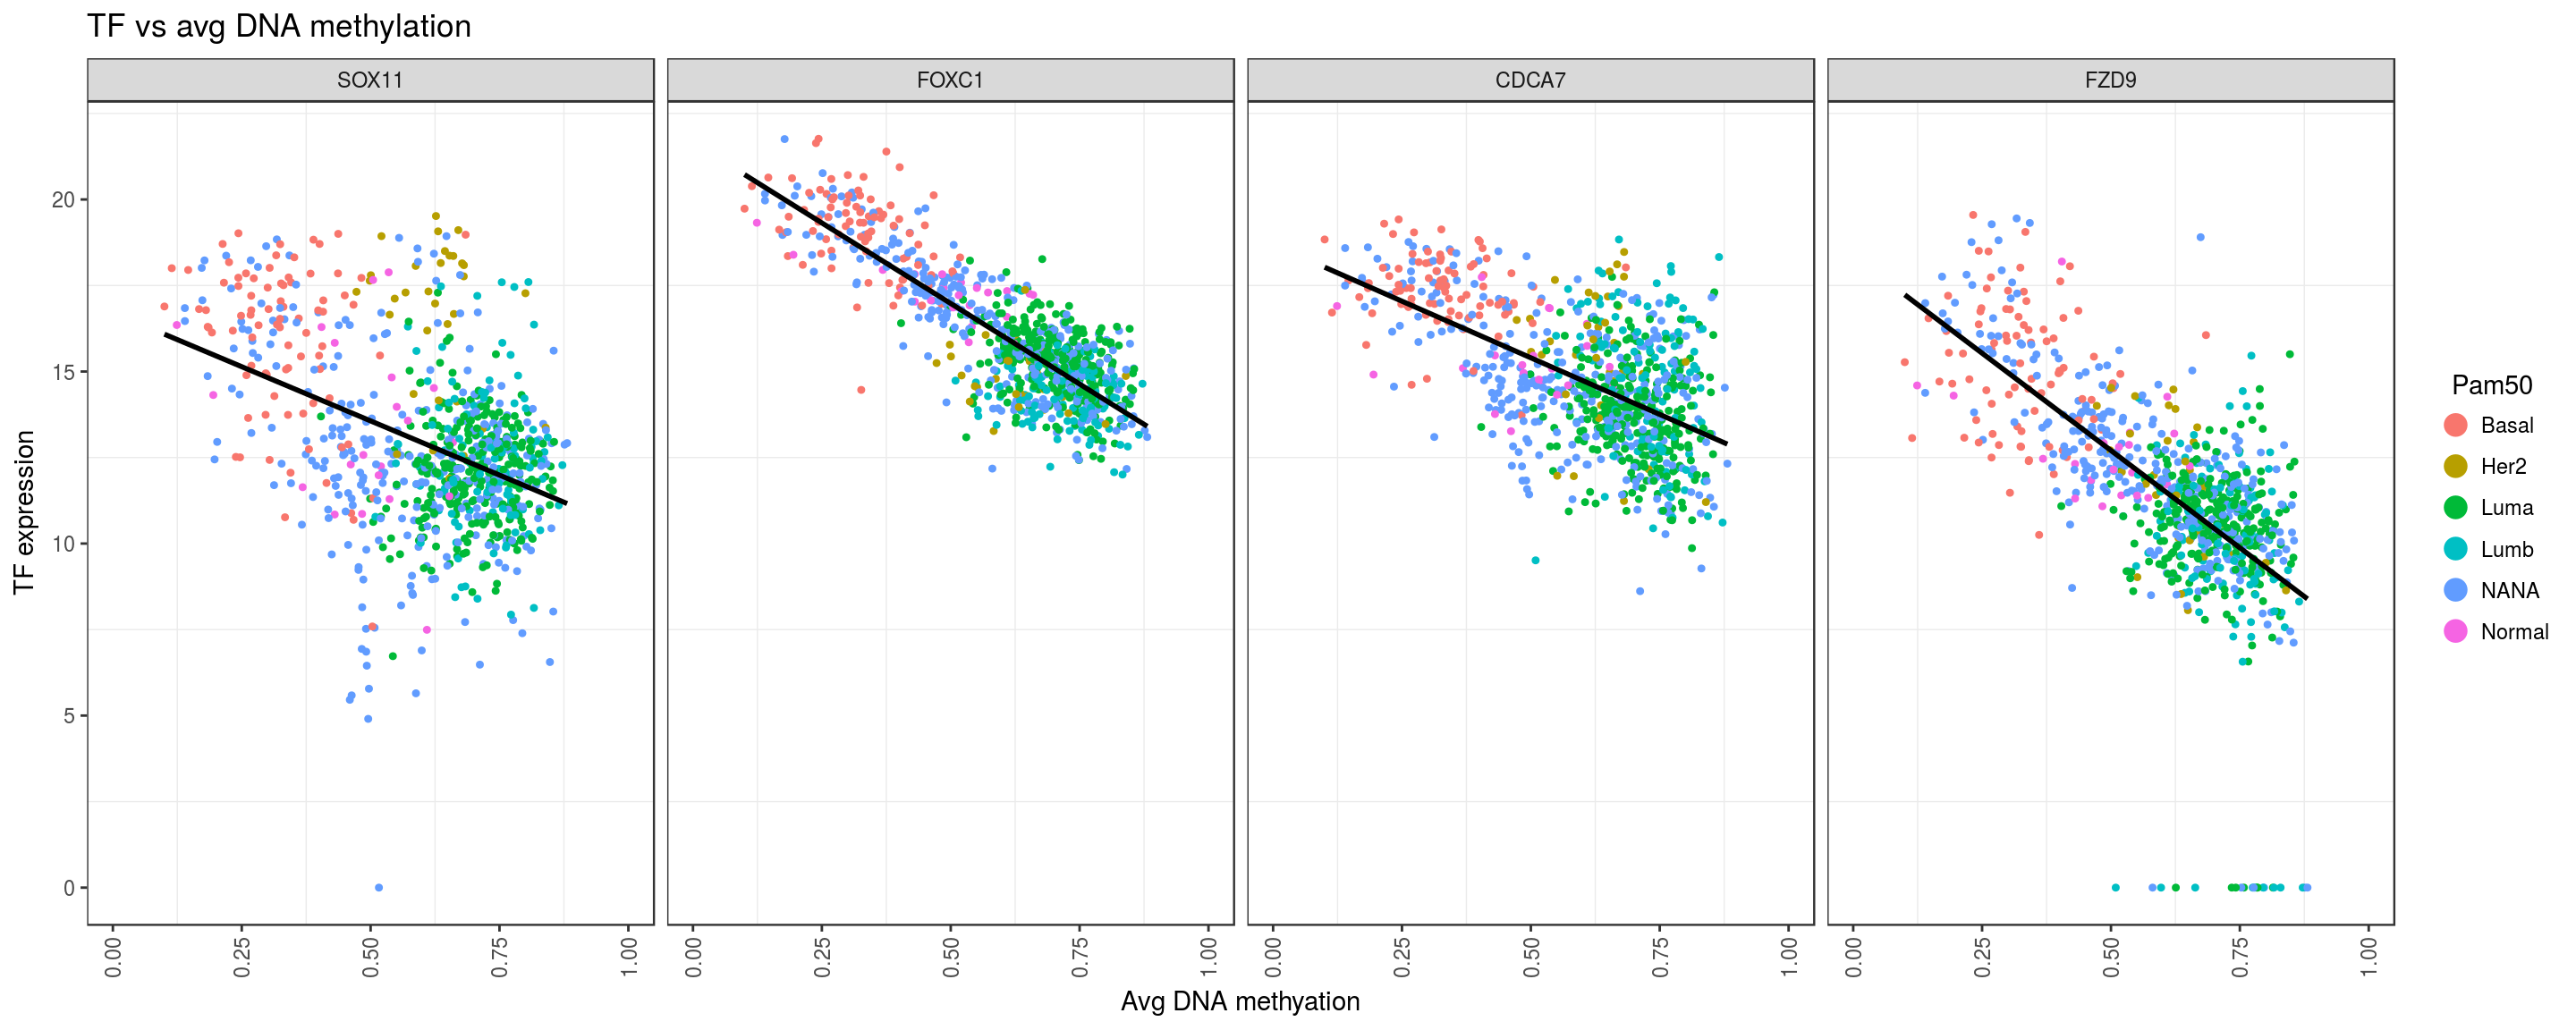 TF vs avg DNA methylation
SOX11 FOXC1 CDCA7 FZD9
20
15
10
5
0
TF expression
0.00 0.25 0.50 0.75 1.00 0.00 0.25 0.50 0.75 1.00 0.00 0.25 0.50 0.75 1.00 0.00 0.25 0.50 0.75 1.00
Avg DNA methyation
Pam50
Basal
Her2
Luma
Lumb
NANA
Normal